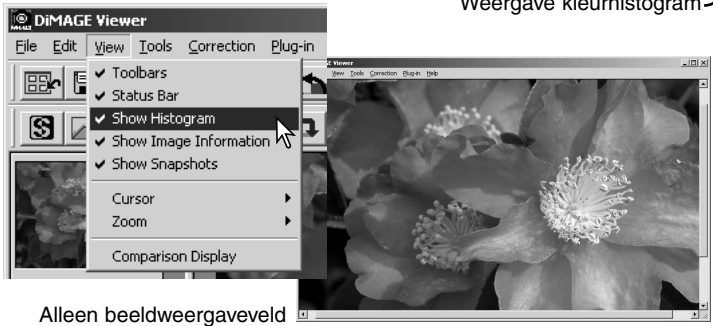 Weergave kleurhistogram
DiMAGE Viewer
File Edit View Tools Correction Plug-in
Toolbars
Status Bar
Show Histogram
Show Image Information
Show Snapshots
Cursor
Zoom
Comparison Display
Viewer
View Tools Correction Plug-in Help
Alleen beeldweergaveveld